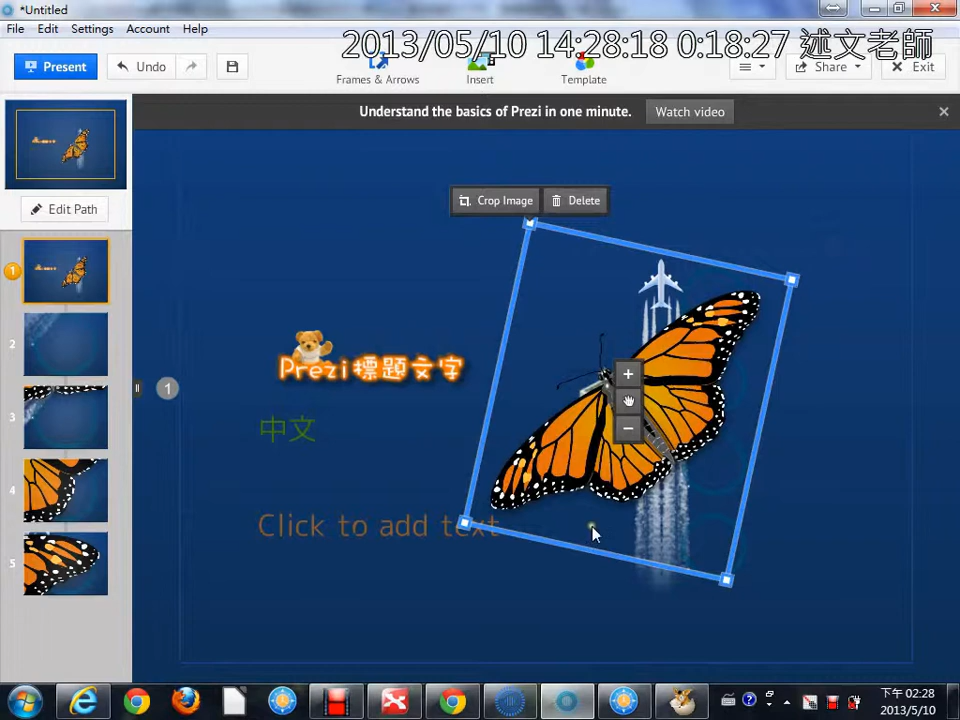 *Untitled
File Edit Settings Account Help
2013/05/10 14:28:18 0:18:27 述文老師
Present Undo Frames & Arrows Insert Template Share Exit
Understand the basics of Prezi in one minute. Watch video
Edit Path
Crop Image Delete
1
2
3
4
5
1
Prezi標題文字
中文
Click to add text
下午 02:28
2013/5/10